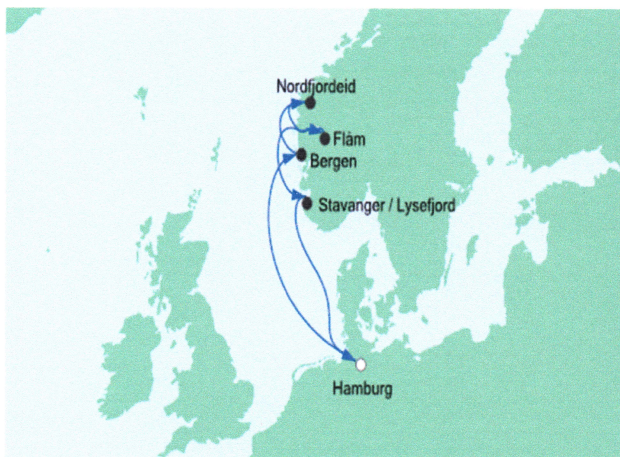 Nordfjordeid
Flåm
Bergen
Stavanger / Lysefjord
Hamburg